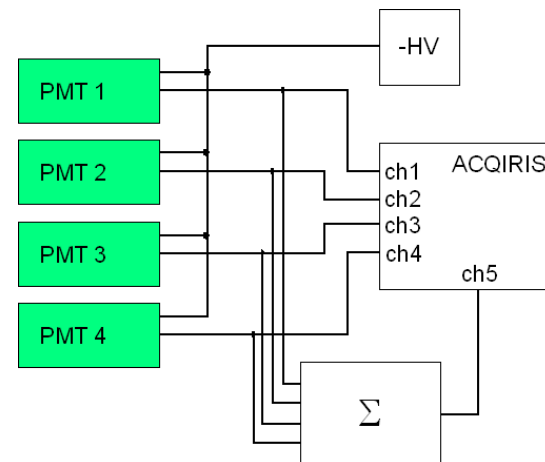 -HV
PMT 1
PMT 2
PMT 3
PMT 4
ACQIRIS
ch1
ch2
ch3
ch4
ch5
Σ